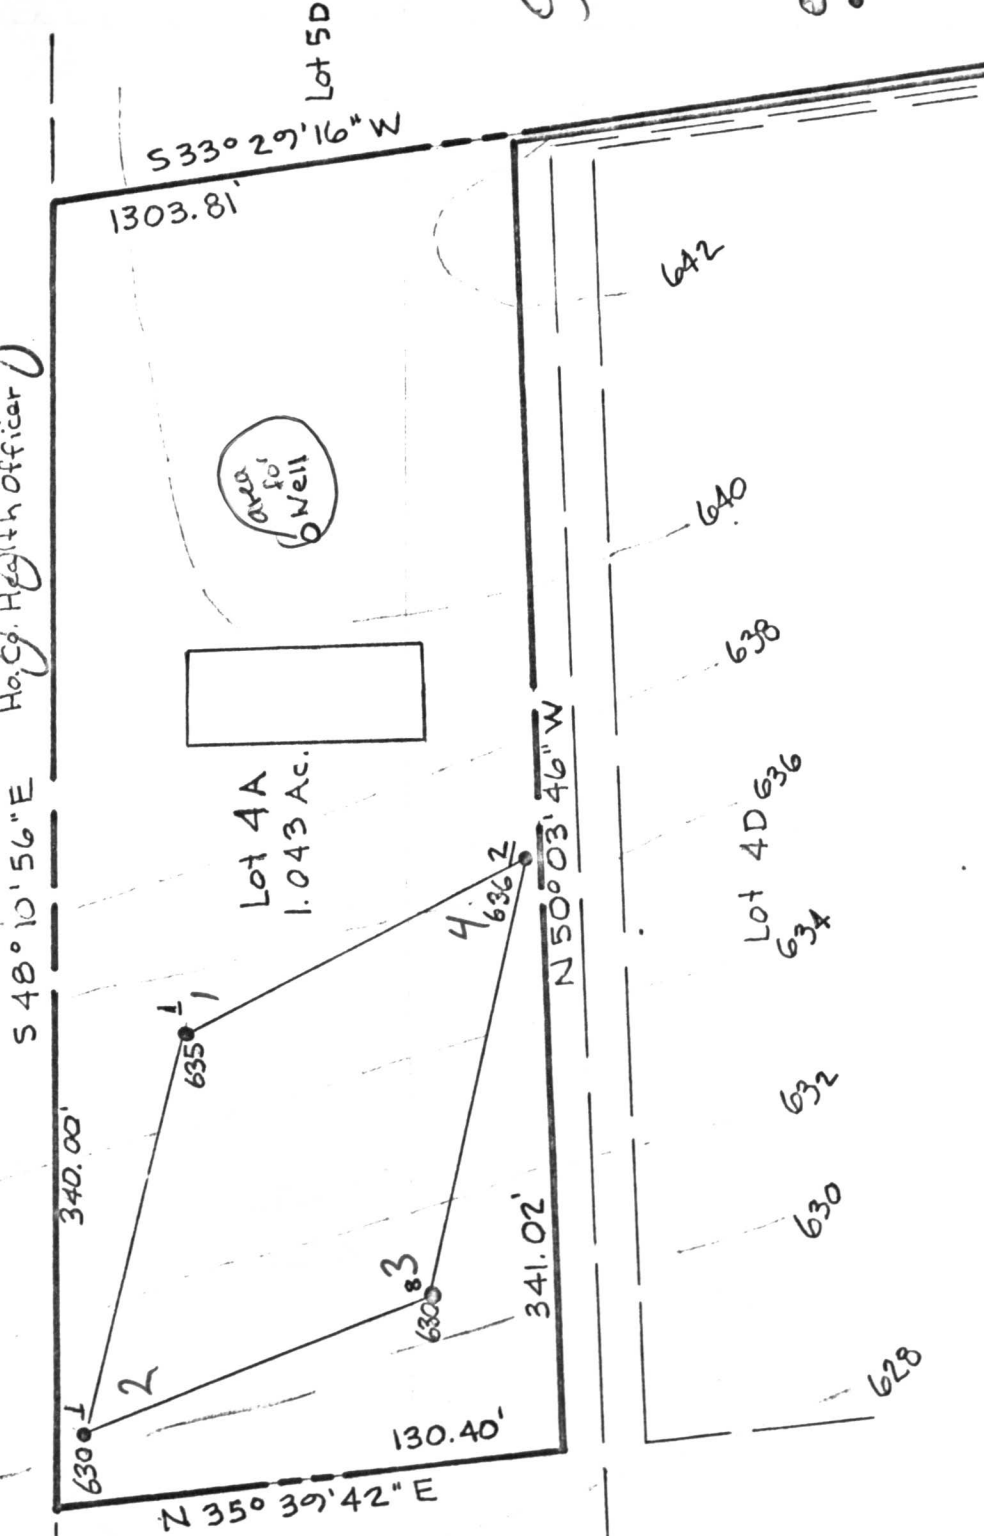 Lot 5D
S 33° 29' 16" W
1303.81'
Ho. Co. Health Officer
642
area
for
Well
640
638
S 48° 10' 56" E
Lot 4A
1.043 Ac.
636
N 50° 03' 46" W
Lot 4D
2
4.
636
634
1
1
635
340.00'
632
630
341.02'
3
8
630
2
1
630
628
130.40'
N 35° 39' 42" E